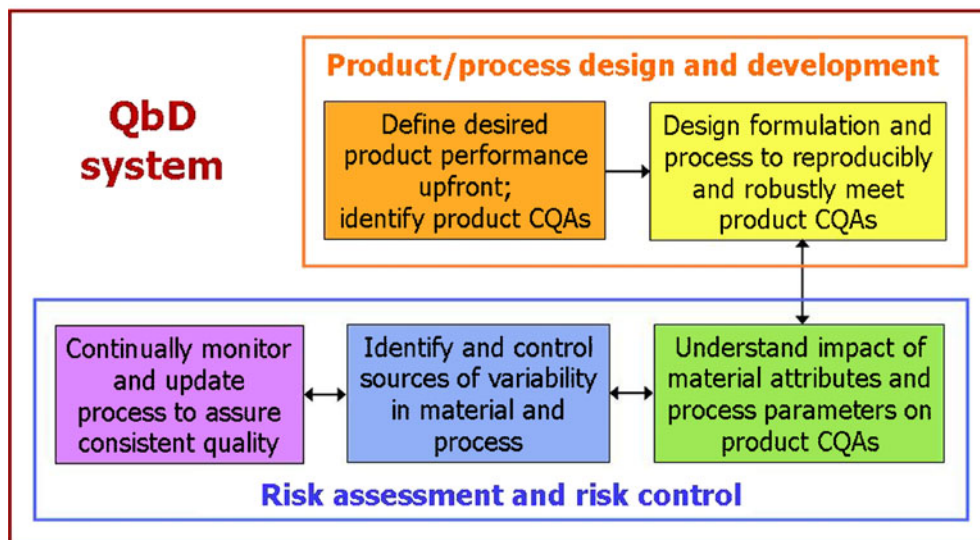 QbD
system
Product/process design and development
Define desired
product performance
upfront;
identify product CQAs
Design formulation and
process to reproducibly
and robustly meet
product CQAs
Continually monitor
and update
process to assure
consistent quality
Identify and control
sources of variability
in material and
process
Understand impact of
material attributes and
process parameters on
product CQAs
Risk assessment and risk control